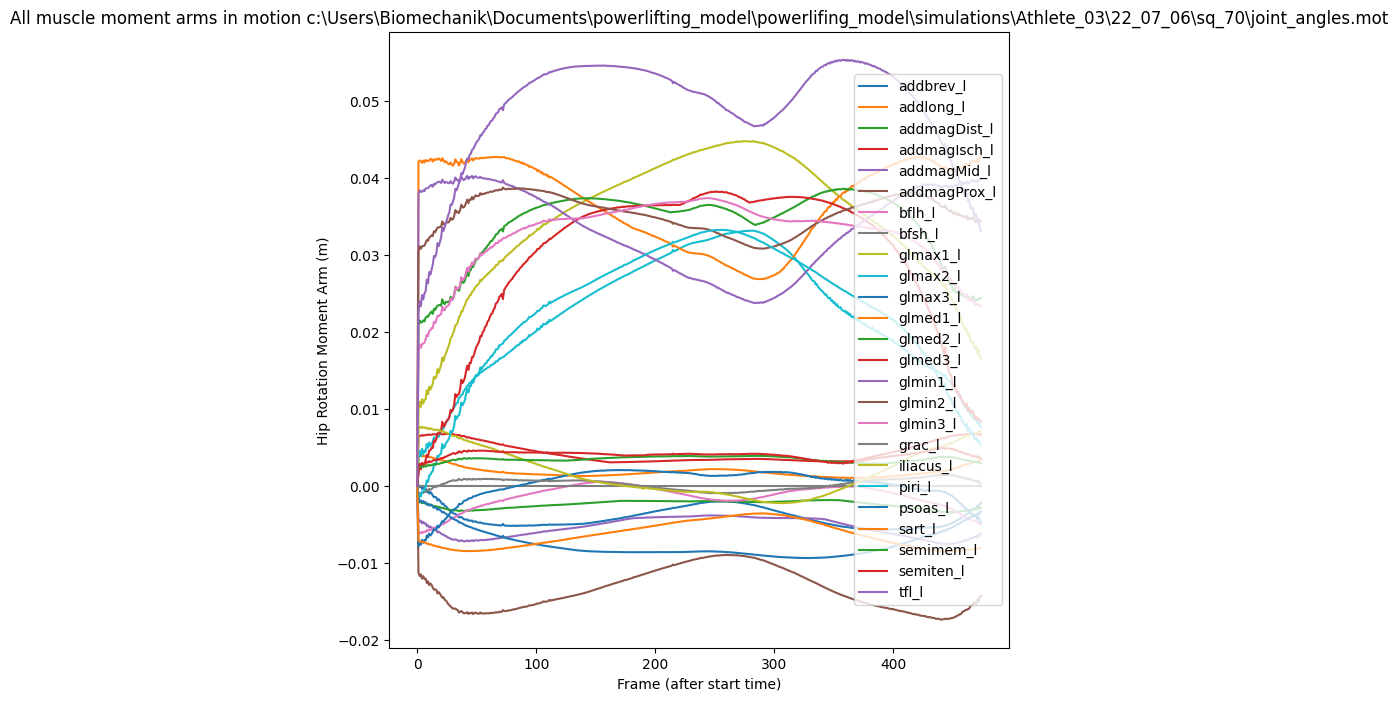 All muscle moment arms in motion c:\Users\Biomechanik\Documents\powerlifting_model\powerlifing_model\simulations\Athlete_03\22_07_06\sq_70\joint_angles.mot
Hip Rotation Moment Arm (m)
0.05
0.04
0.03
0.02
0.01
0.00
−0.01
−0.02
addbrev_l
addlong_l
addmagDist_l
addmagIsch_l
addmagMid_l
addmagProx_l
bflh_l
bfsh_l
glmax1_l
glmax2_l
glmax3_l
glmed1_l
glmed2_l
glmed3_l
glmin1_l
glmin2_l
glmin3_l
grac_l
iliacus_l
piri_l
psoas_l
sart_l
semimem_l
semiten_l
tfl_l
0 100 200 300 400
Frame (after start time)